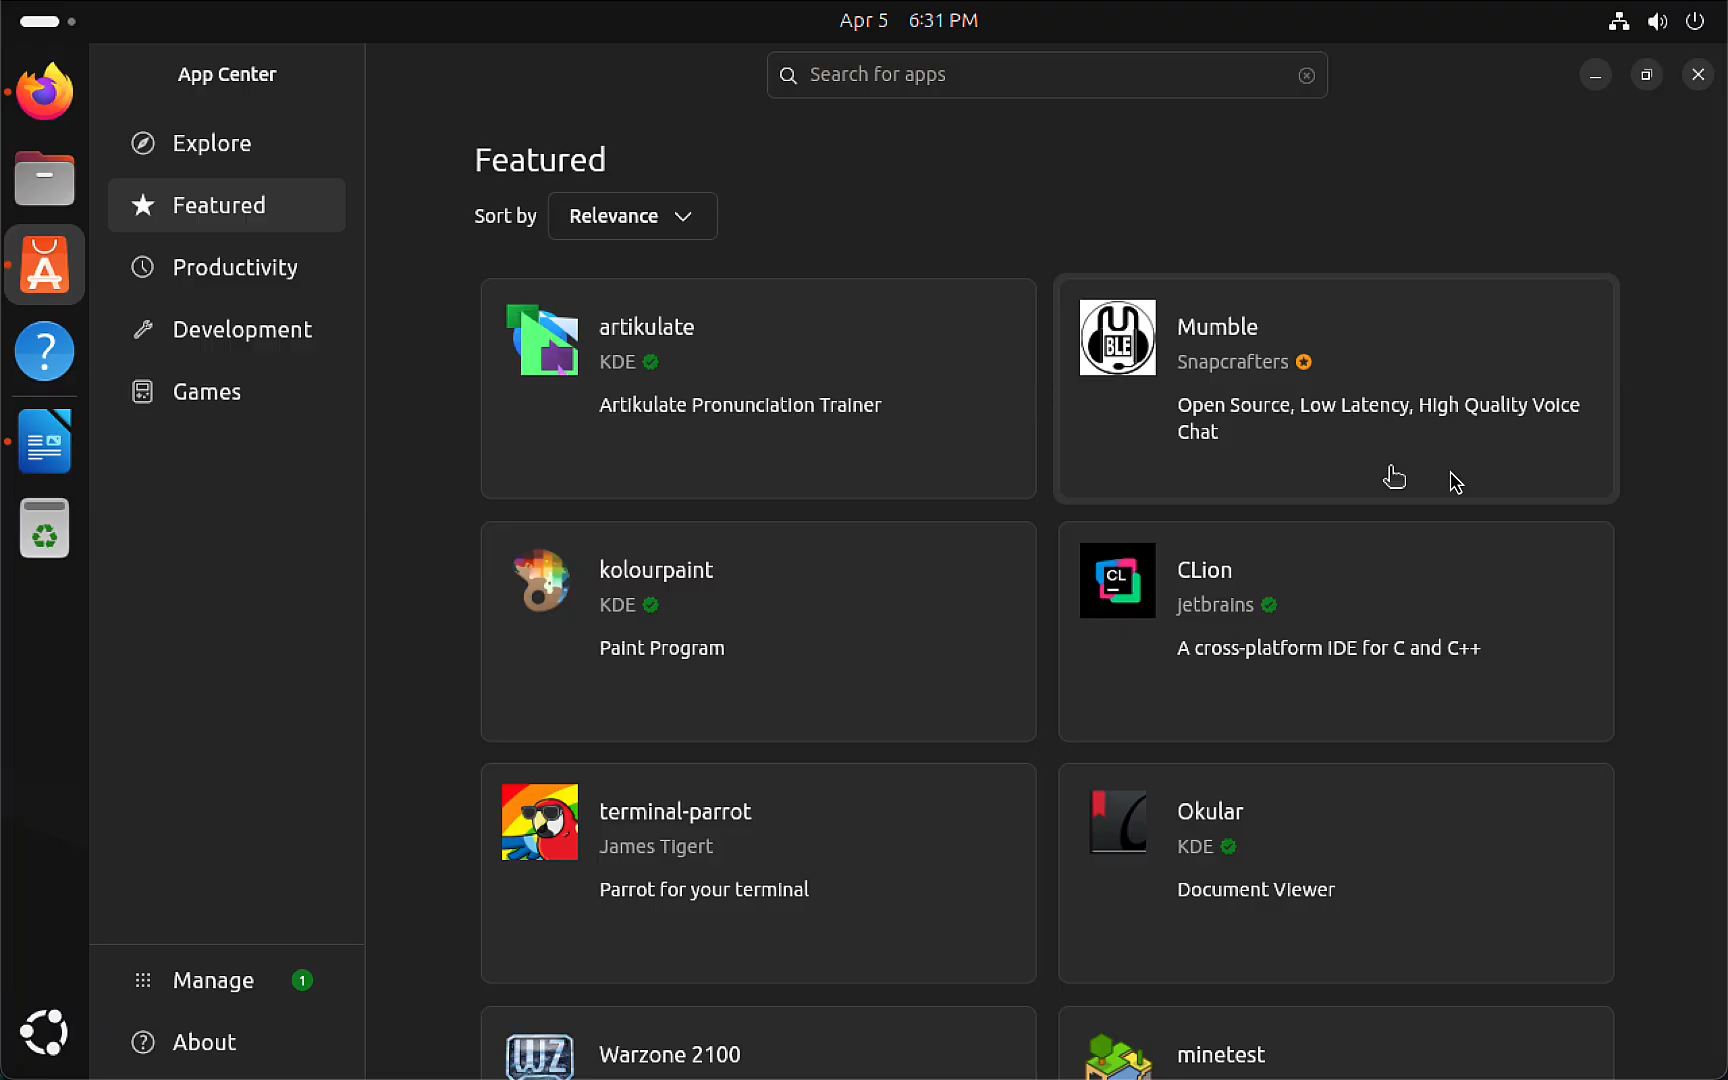 Apr 5 6:31 PM
App Center
Search for apps
Explore
Featured
Productivity
Development
Games
Manage 1
About
Featured
Sort by Relevance
artikulate
KDE
Artikulate Pronunciation Trainer
Mumble
Snapcrafters
Open Source, Low Latency, High Quality Voice
Chat
BLE
kolourpaint
KDE
Paint Program
CL
CLion
Jetbrains
A cross-platform IDE for C and C++
terminal-parrot
James Tigert
Parrot for your terminal
Okular
KDE
Document Viewer
WZ
Warzone 2100
minetest